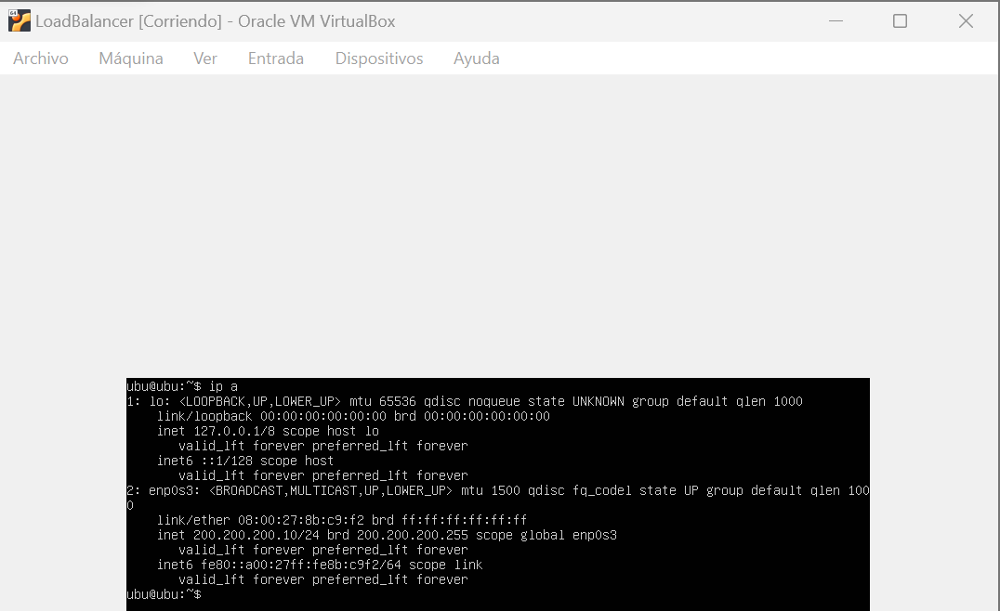 LoadBalancer [Corriendo] - Oracle VM VirtualBox
Archivo Máquina Ver Entrada Dispositivos Ayuda
ubu@ubu:~$ ip a
1: lo: <LOOPBACK,UP,LOWER_UP> mtu 65536 qdisc noqueue state UNKNOWN group default qlen 1000
    link/loopback 00:00:00:00:00:00 brd 00:00:00:00:00:00
    inet 127.0.0.1/8 scope host lo
       valid_lft forever preferred_lft forever
    inet6 ::1/128 scope host
       valid_lft forever preferred_lft forever
2: enp0s3: <BROADCAST,MULTICAST,UP,LOWER_UP> mtu 1500 qdisc fq_codel state UP group default qlen 100
0
    link/ether 08:00:27:8b:c9:f2 brd ff:ff:ff:ff:ff:ff
    inet 200.200.200.10/24 brd 200.200.200.255 scope global enp0s3
       valid_lft forever preferred_lft forever
    inet6 fe80::a00:27ff:fe8b:c9f2/64 scope link
       valid_lft forever preferred_lft forever
ubu@ubu:~$